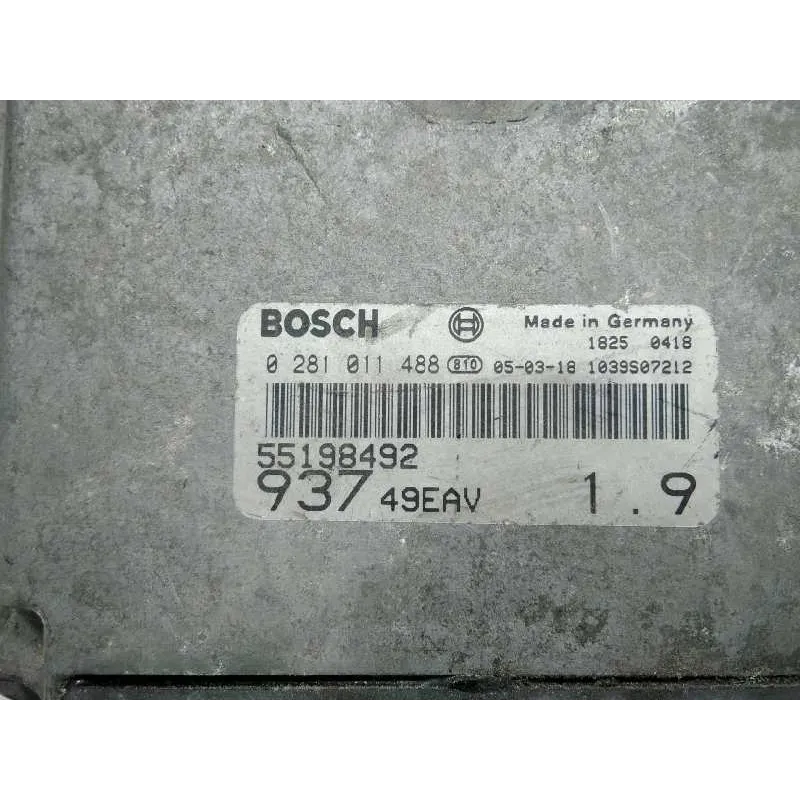 BOSCH Made in Germany
1825 0418
0 281 011 488 810 05-03-18 1039S07212
55198492
937 49EAV 1.9